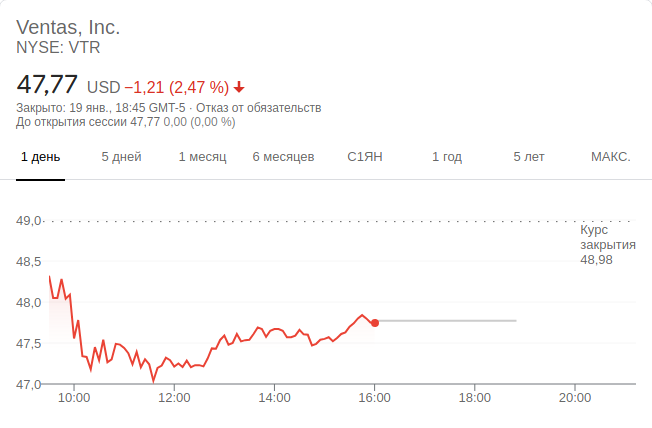 Ventas, Inc.
NYSE: VTR
47,77 USD −1,21 (2,47 %)
Закрыто: 19 янв., 18:45 GMT-5 · Отказ от обязательств
До открытия сессии 47,77 0,00 (0,00 %)
1 день 5 дней 1 месяц 6 месяцев С1ЯН 1 год 5 лет МАКС.
49,0
Курс
закрытия
48,98
48,5
48,0
47,5
47,0
10:00 12:00 14:00 16:00 18:00 20:00